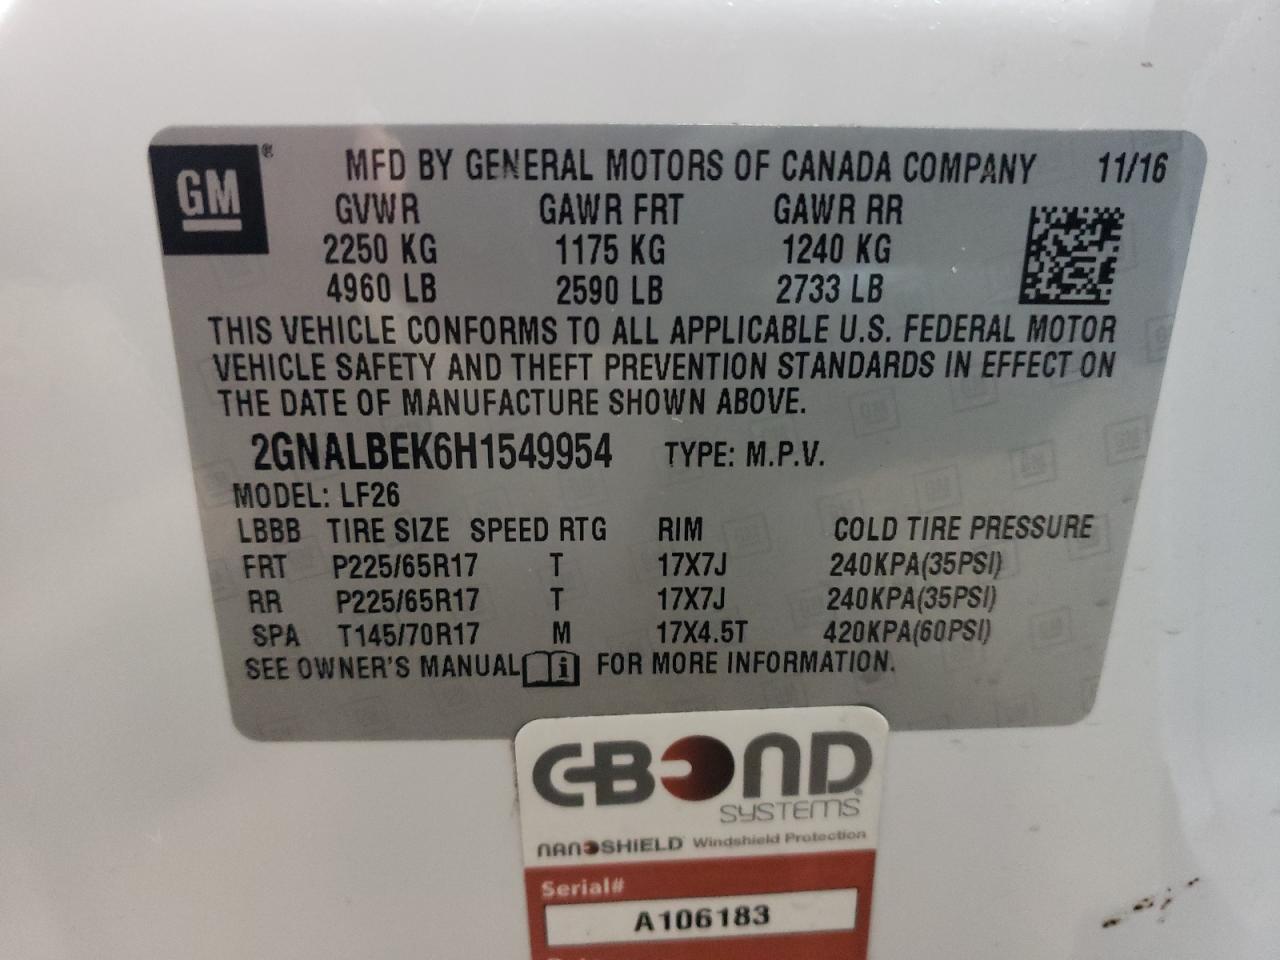 GM® MFD BY GENERAL MOTORS OF CANADA COMPANY 11/16
GVWR GAWR FRT GAWR RR
2250 KG 1175 KG 1240 KG
4960 LB 2590 LB 2733 LB
THIS VEHICLE CONFORMS TO ALL APPLICABLE U.S. FEDERAL MOTOR
VEHICLE SAFETY AND THEFT PREVENTION STANDARDS IN EFFECT ON
THE DATE OF MANUFACTURE SHOWN ABOVE.
2GNALBEK6H1549954 TYPE: M.P.V.
MODEL: LF26
LBBB TIRE SIZE SPEED RTG RIM COLD TIRE PRESSURE
FRT P225/65R17 T 17X7J 240KPA(35PSI)
RR P225/65R17 T 17X7J 240KPA(35PSI)
SPA T145/70R17 M 17X4.5T 420KPA(60PSI)
SEE OWNER'S MANUAL i FOR MORE INFORMATION.
C-BOND
SYSTEMS
NANOSHIELD Windshield Protection
Serial#
A106183